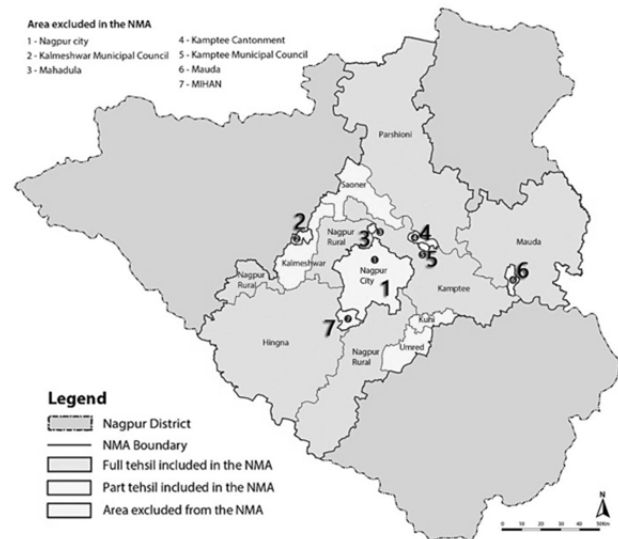 Area excluded in the NMA
1 - Nagpur city
2 - Kalmeshwar Municipal Council
3 - Mahadula
4 - Kamptee Cantonment
5 - Kamptee Municipal Council
6 - Mauda
7 - MIHAN
Parshioni
Saoner
2
3
4
5
Nagpur
Rural
Kalmeshwar
Nagpur
City
1
Mauda
6
Nagpur
Rural
Kamptee
7
Kuhi
Hingna
Nagpur
Rural
Umred
Legend
Nagpur District
NMA Boundary
Full tehsil included in the NMA
Part tehsil included in the NMA
Area excluded from the NMA
N